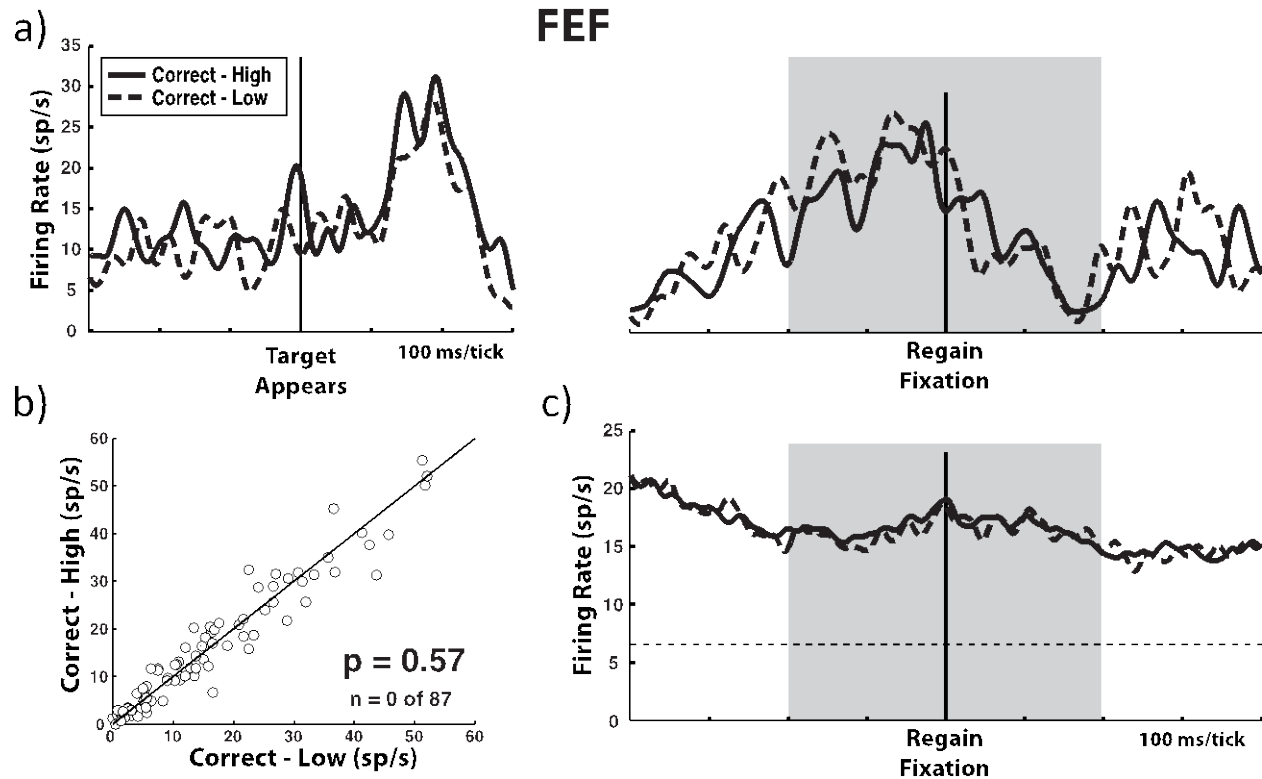 a)
FEF
35
30
25
20
15
10
5
0
Firing Rate (sp/s)
Correct - High
Correct - Low
Target
Appears
100 ms/tick
Regain
Fixation
b)
60
50
40
30
20
10
0
Correct - High (sp/s)
p = 0.57
n = 0 of 87
0 10 20 30 40 50 60
Correct - Low (sp/s)
c)
25
20
15
10
5
0
Firing Rate (sp/s)
Regain
Fixation
100 ms/tick